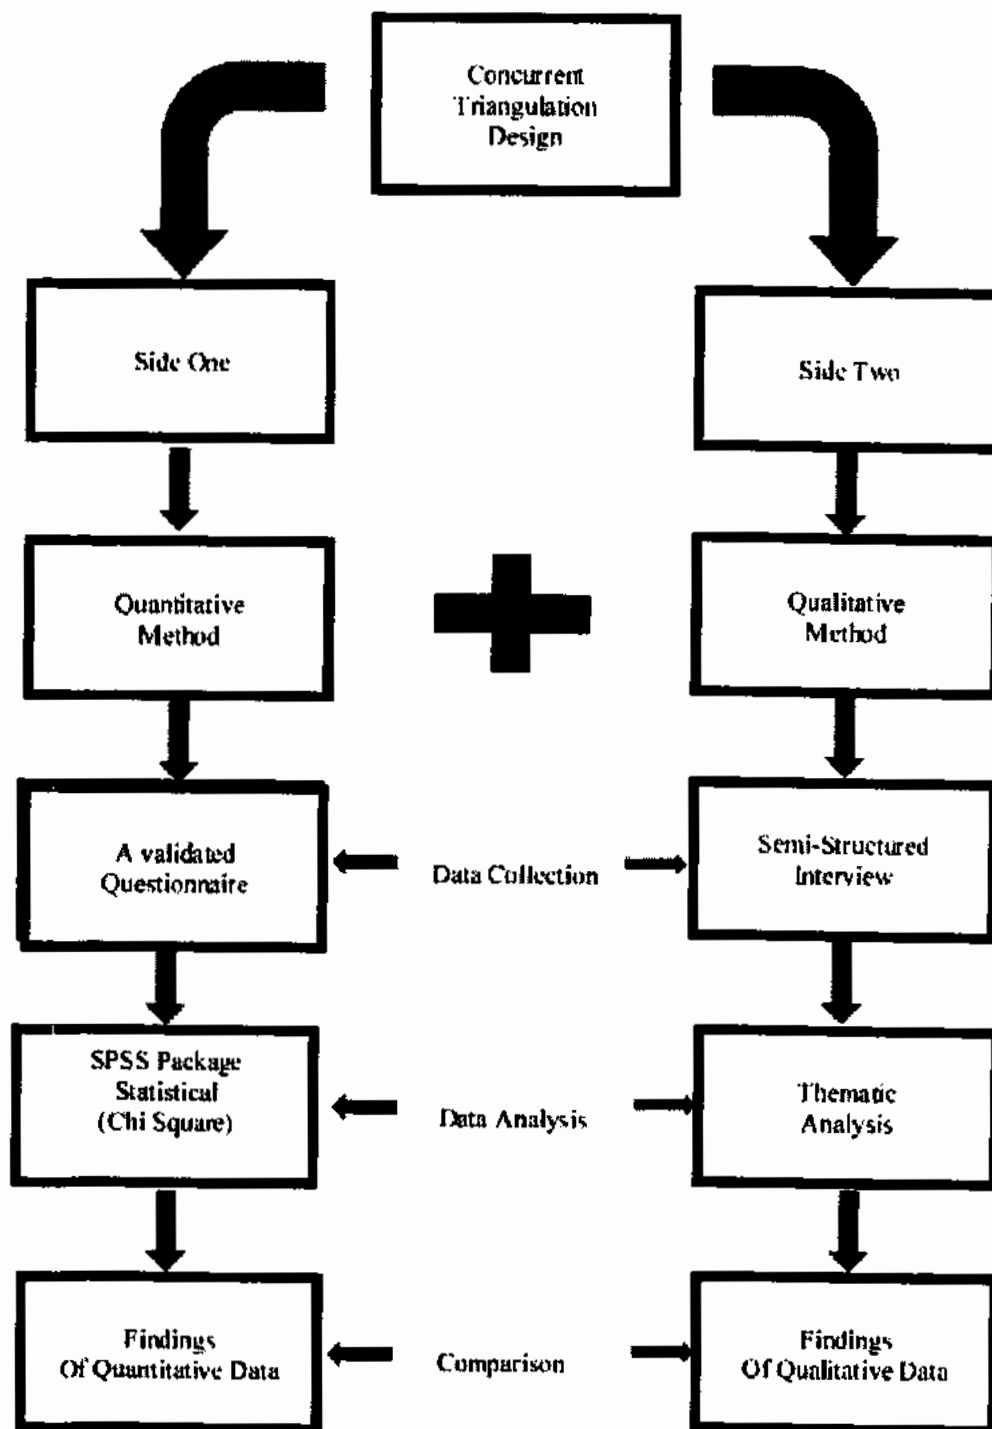 Concurrent
Triangulation
Design
Side One
Side Two
Quantitative
Method
Qualitative
Method
A validated
Questionnaire
Data Collection
Semi-Structured
Interview
SPSS Package
Statistical
(Chi Square)
Data Analysis
Thematic
Analysis
Findings
Of Quantitative Data
Comparison
Findings
Of Qualitative Data